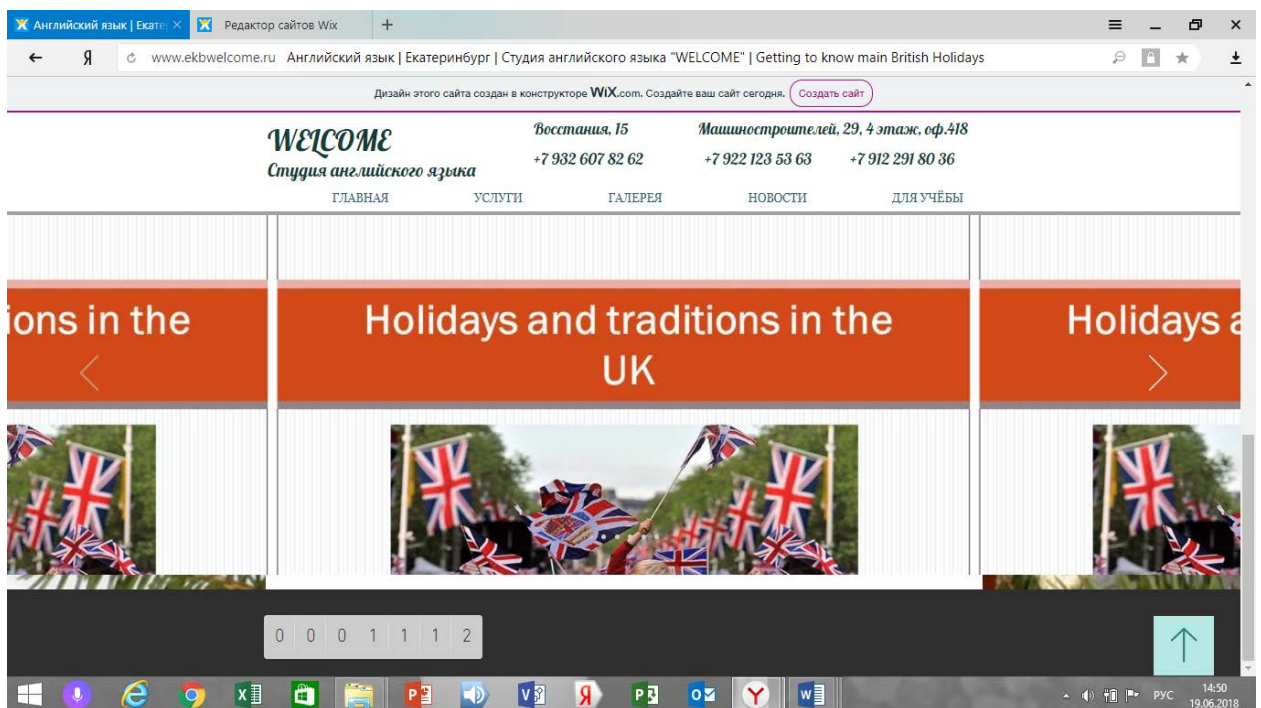 Английский язык | Екате
Редактор сайтов Wix
www.ekbwelcome.ru Английский язык | Екатеринбург | Студия английского языка "WELCOME" | Getting to know main British Holidays
Дизайн этого сайта создан в конструкторе WiX.com. Создайте ваш сайт сегодня. Создать сайт
WELCOME
Студия английского языка
Восстания, 15
+7 932 607 82 62
Машиностроителей, 29, 4 этаж, оф.418
+7 922 123 53 63 +7 912 291 80 36
ГЛАВНАЯ УСЛУГИ ГАЛЕРЕЯ НОВОСТИ ДЛЯ УЧЁБЫ
ions in the
Holidays and traditions in the
UK
Holidays a
0 0 0 1 1 1 2
РУС
14:50
19.06.2018